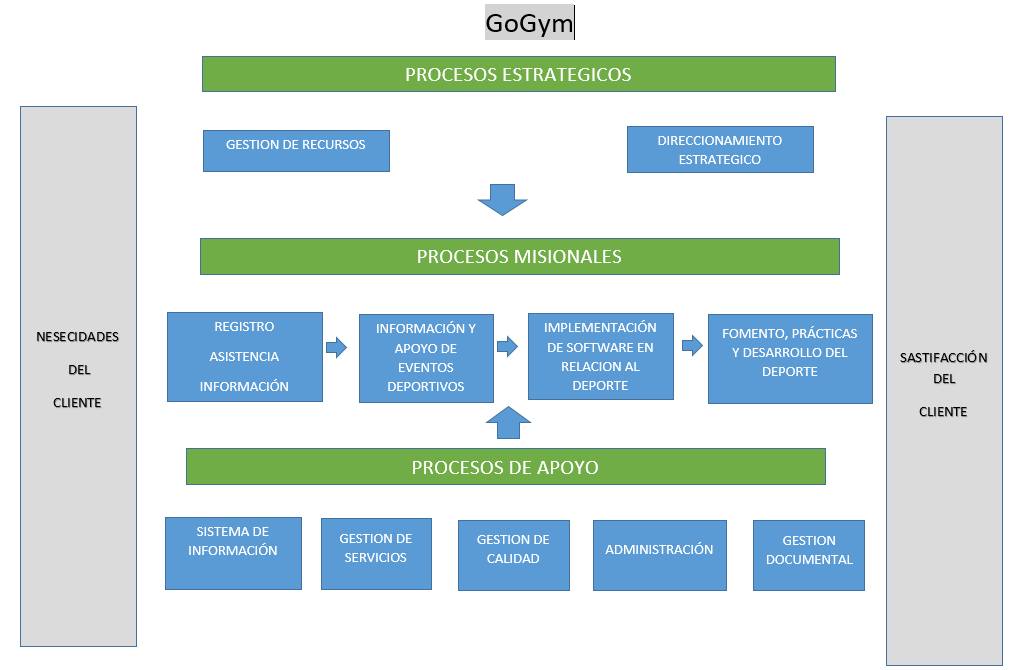 GoGym
PROCESOS ESTRATEGICOS
GESTION DE RECURSOS
DIRECCIONAMIENTO
ESTRATEGICO
PROCESOS MISIONALES
NESECIDADES
DEL
CLIENTE
REGISTRO
ASISTENCIA
INFORMACIÓN
INFORMACIÓN Y
APOYO DE
EVENTOS
DEPORTIVOS
IMPLEMENTACIÓN
DE SOFTWARE EN
RELACION AL
DEPORTE
FOMENTO, PRÁCTICAS
Y DESARROLLO DEL
DEPORTE
SASTIFACCIÓN
DEL
CLIENTE
PROCESOS DE APOYO
SISTEMA DE
INFORMACIÓN
GESTION DE
SERVICIOS
GESTION DE
CALIDAD
ADMINISTRACIÓN
GESTION
DOCUMENTAL